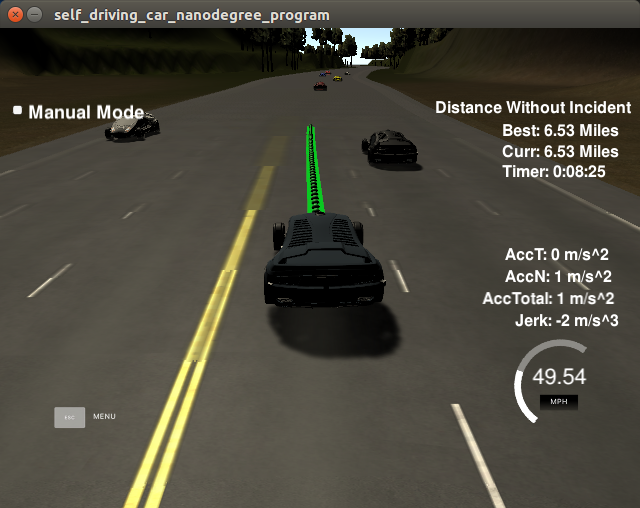 self_driving_car_nanodegree_program
Manual Mode
Distance Without Incident
Best: 6.53 Miles
Curr: 6.53 Miles
Timer: 0:08:25
AccT: 0 m/s^2
AccN: 1 m/s^2
AccTotal: 1 m/s^2
Jerk: -2 m/s^3
49.54
MPH
ESC MENU